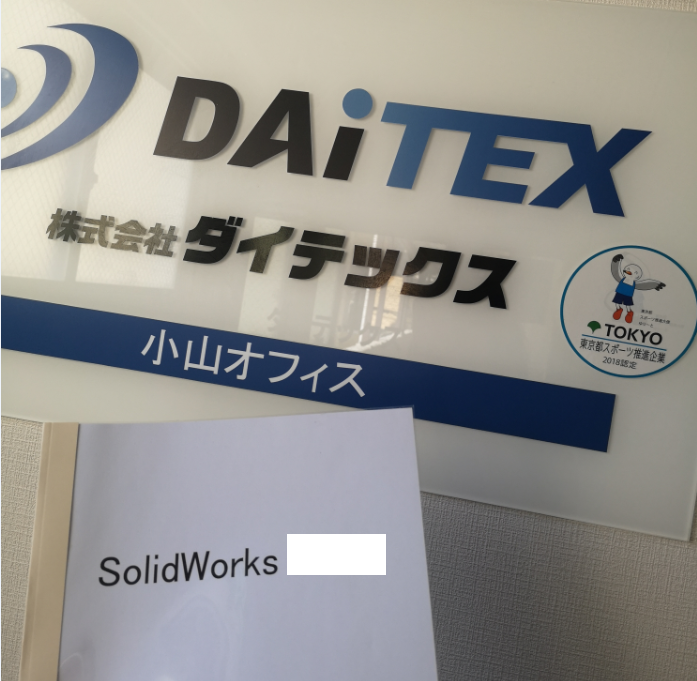 DAiTEX
株式会社ダイテックス
小山オフィス
TOKYO
東京都スポーツ推進企業
2018認定
SolidWorks